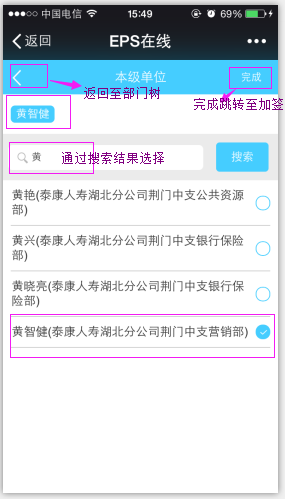 中国电信 15:49 69%
返回 EPS在线
本级单位 完成
返回至部门树
完成跳转至加签
黄智健
黄 通过搜索结果选择 搜索
黄艳(泰康人寿湖北分公司荆门中支公共资源
部)
黄兴(泰康人寿湖北分公司荆门中支银行保险
部)
黄晓亮(泰康人寿湖北分公司荆门中支银行保
险部)
黄智健(泰康人寿湖北分公司荆门中支营销部)